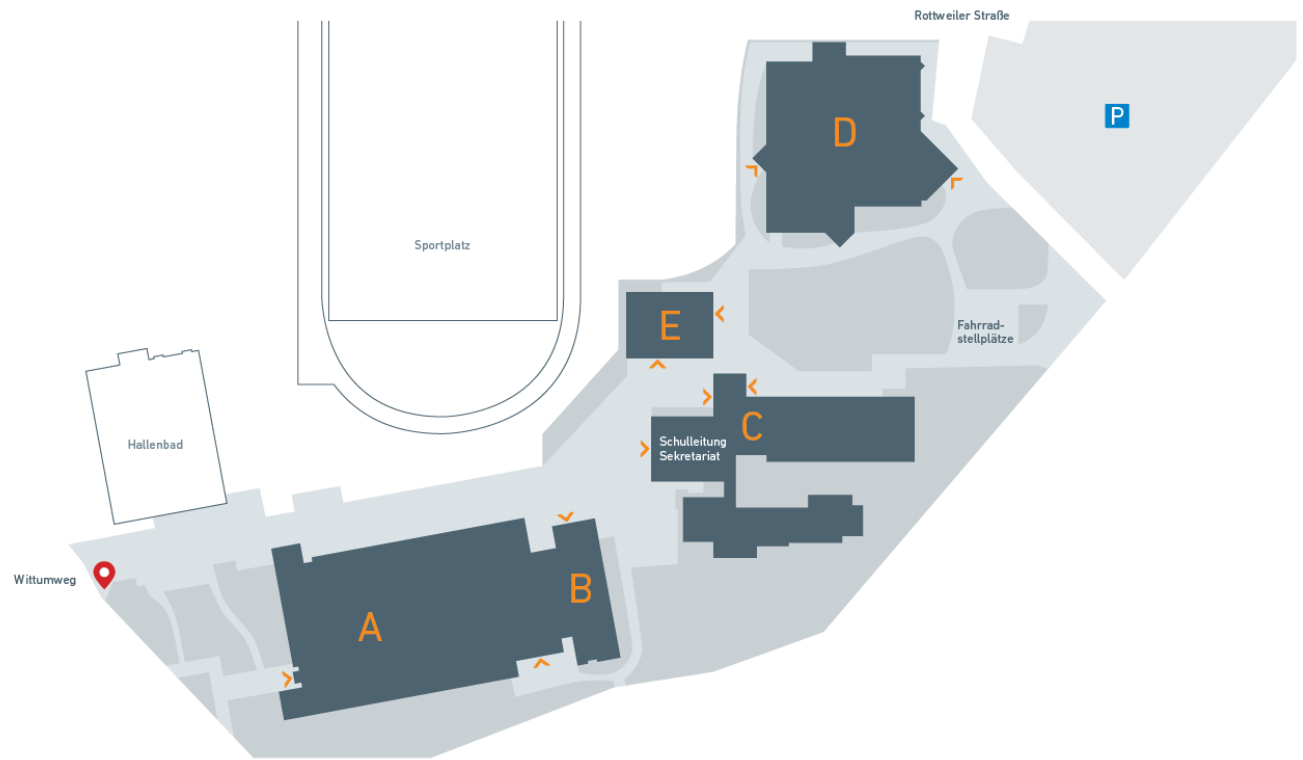 Rottweiler Straße
P
D
Sportplatz
E
Fahrrad-
stellplätze
C
Hallenbad
Schulleitung
Sekretariat
Wittumweg
B
A